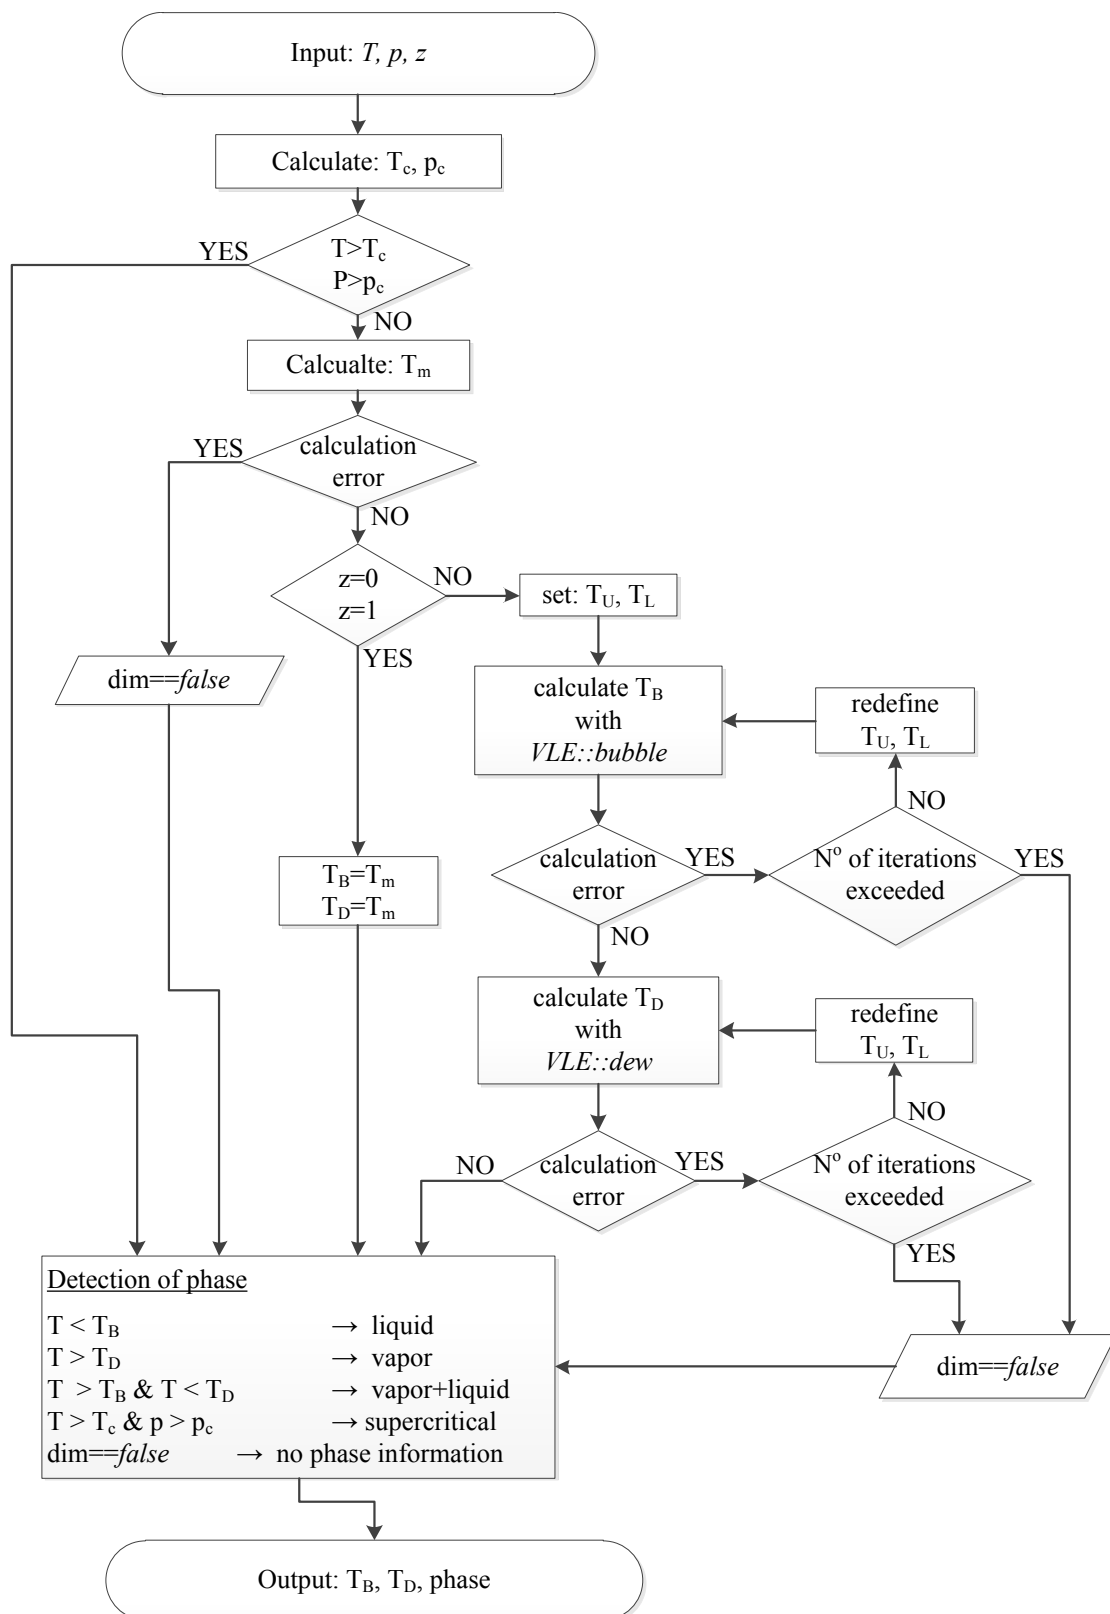 Input: T, p, z
Calculate: Tc, pc
YES
T>Tc
P>pc
NO
Calcualte: Tm
YES
calculation
error
NO
z=0
z=1
NO
set: TU, TL
YES
dim==false
calculate TB
with
VLE::bubble
redefine
TU, TL
NO
calculation
error
YES
Nº of iterations
exceeded
YES
TB=Tm
TD=Tm
NO
calculate TD
with
VLE::dew
redefine
TU, TL
NO
NO
calculation
error
YES
Nº of iterations
exceeded
YES
Detection of phase
T < TB → liquid
T > TD → vapor
T > TB & T < TD → vapor+liquid
T > Tc & p > pc → supercritical
dim==false → no phase information
dim==false
Output: TB, TD, phase